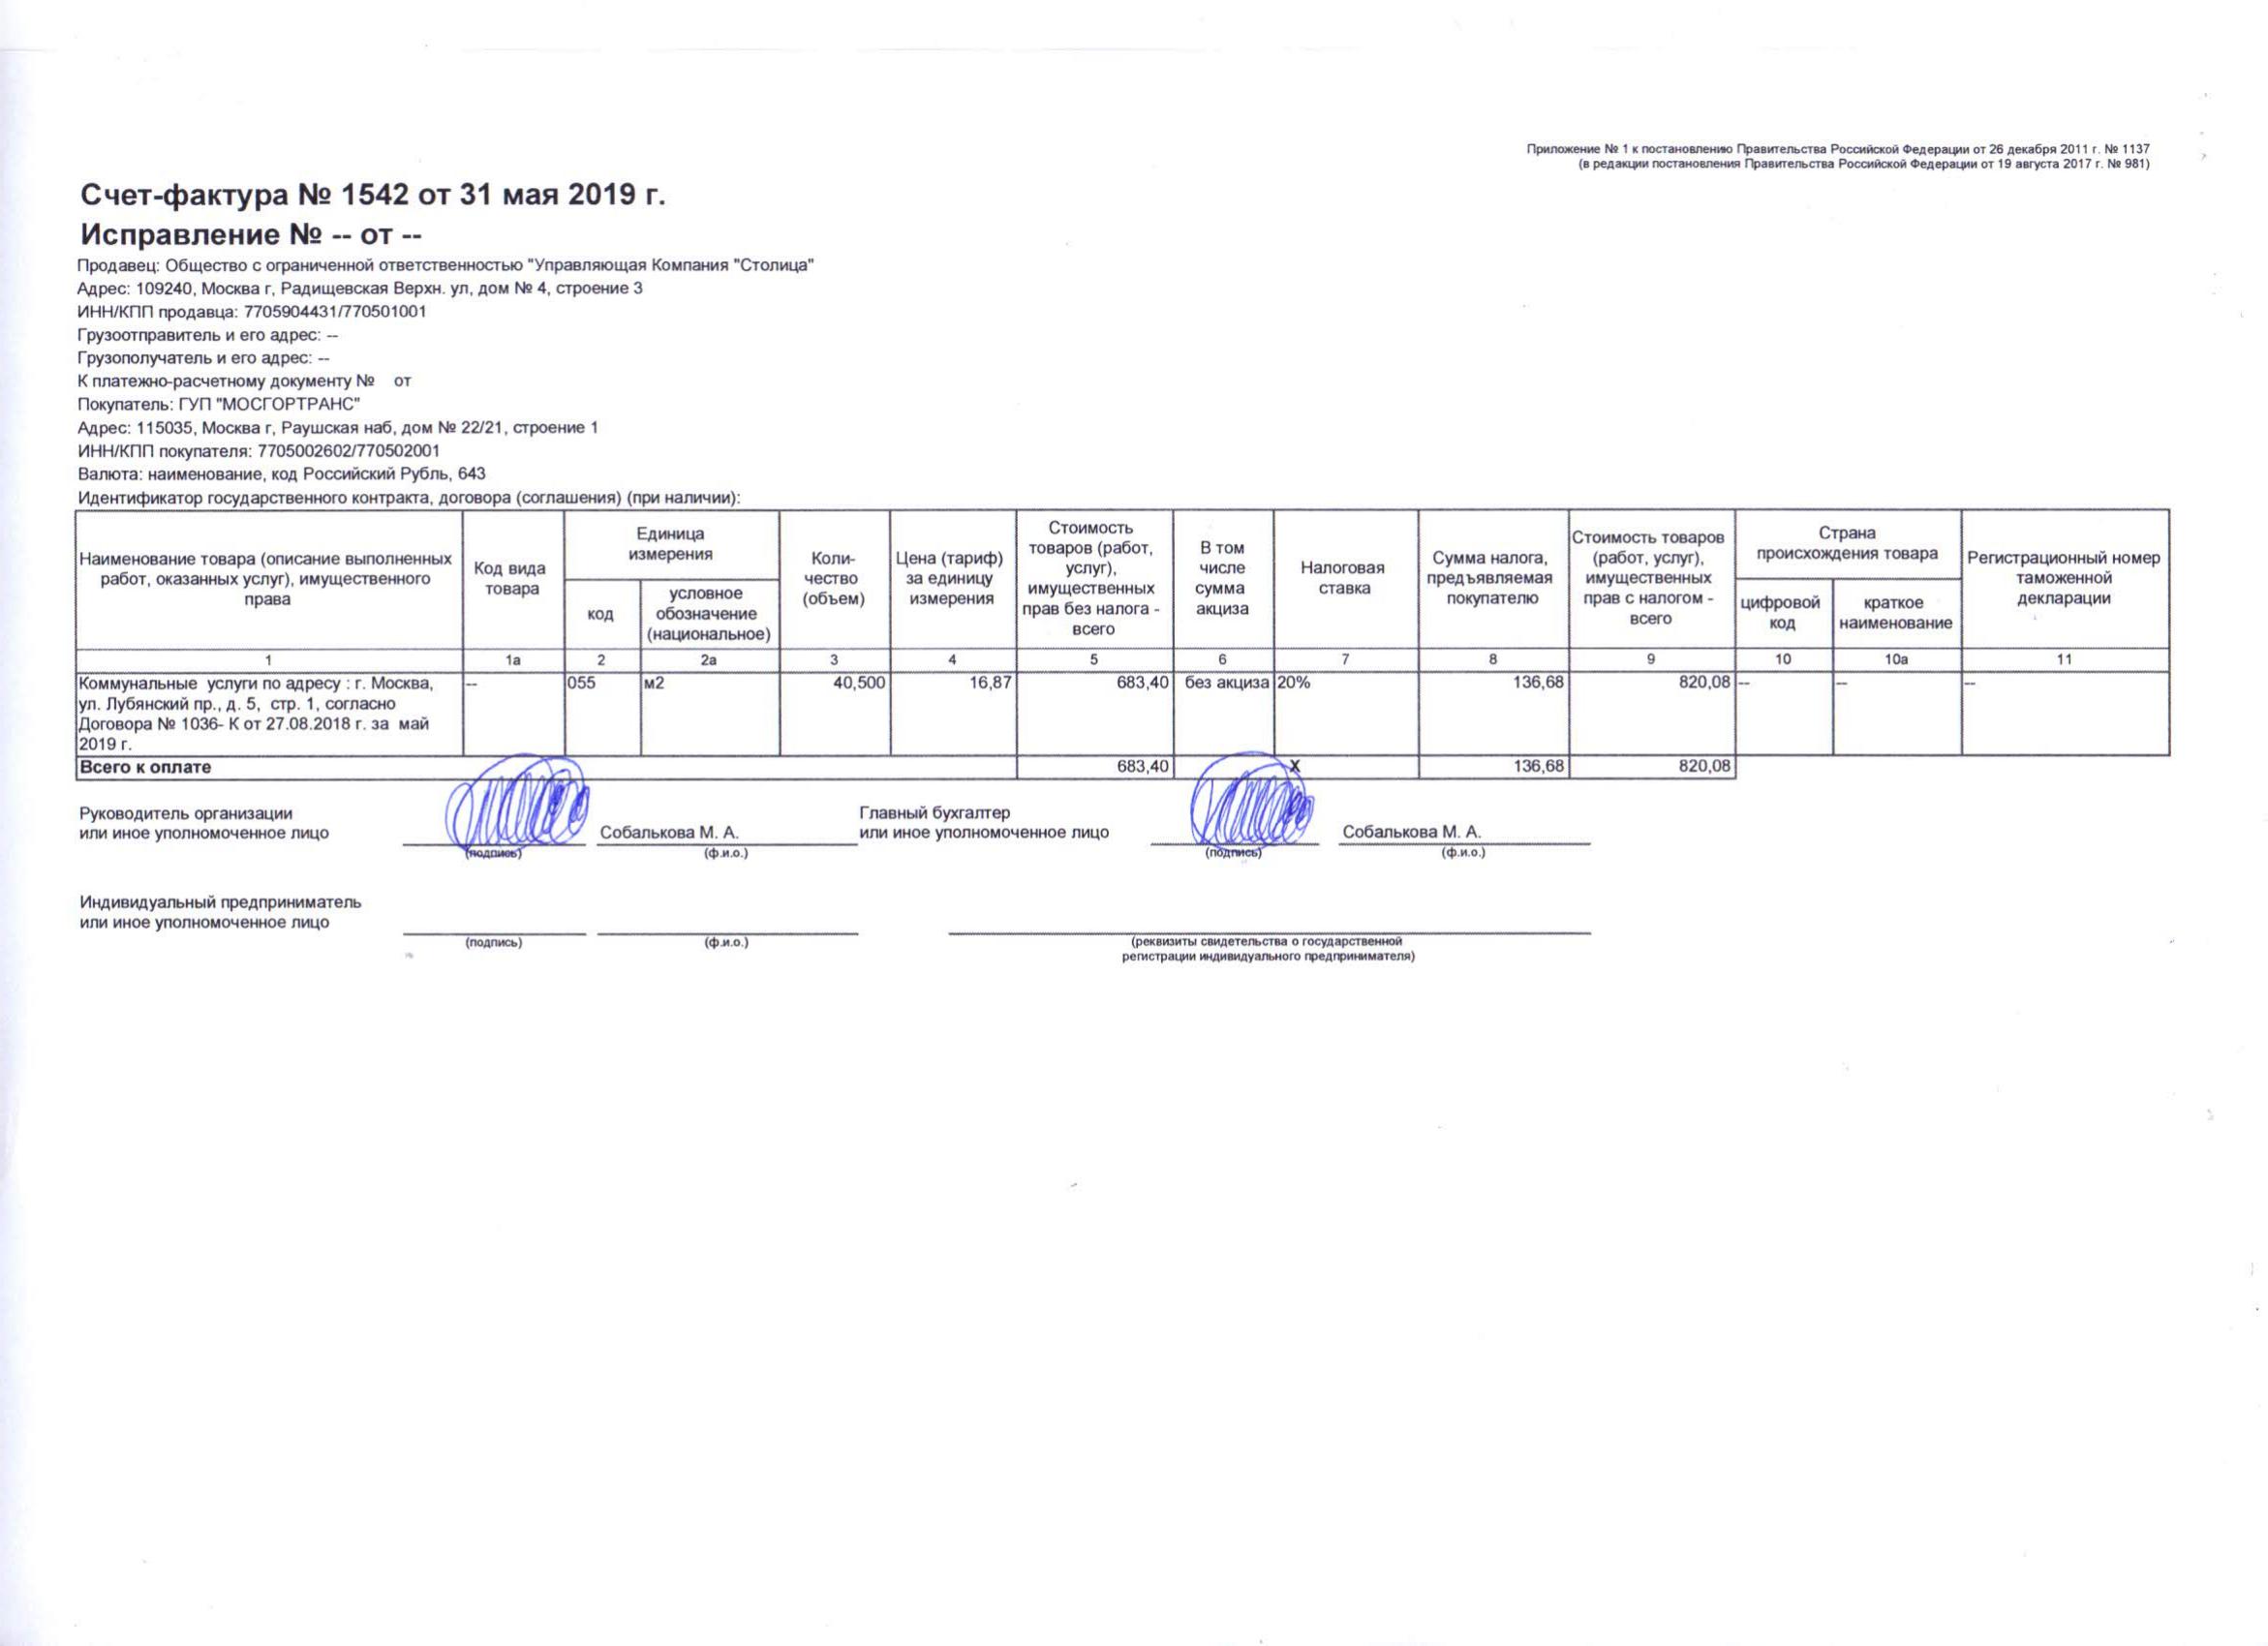 Приложение № 1 к постановлению Правительства Российской Федерации от 26 декабря 2011 г. № 1137
(в редакции постановления Правительства Российской Федерации от 19 августа 2017 г. № 981)
Счет-фактура № 1542 от 31 мая 2019 г.
Исправление № -- от --
Продавец: Общество с ограниченной ответственностью "Управляющая Компания "Столица"
Адрес: 109240, Москва г, Радищевская Верхн. ул, дом № 4, строение 3
ИНН/КПП продавца: 7705904431/770501001
Грузоотправитель и его адрес: --
Грузополучатель и его адрес: --
К платежно-расчетному документу № от
Покупатель: ГУП "МОСГОРТРАНС"
Адрес: 115035, Москва г, Раушская наб, дом № 22/21, строение 1
ИНН/КПП покупателя: 7705002602/770502001
Валюта: наименование, код Российский Рубль, 643
Идентификатор государственного контракта, договора (соглашения) (при наличии):
Наименование товара (описание выполненных
работ, оказанных услуг), имущественного
права
Код вида
товара
Единица
измерения
код
условное
обозначение
(национальное)
Коли-
чество
(объем)
Цена (тариф)
за единицу
измерения
Стоимость
товаров (работ,
услуг),
имущественных
прав без налога -
всего
В том
числе
сумма
акциза
Налоговая
ставка
Сумма налога,
предъявляемая
покупателю
Стоимость товаров
(работ, услуг),
имущественных
прав с налогом -
всего
Страна
происхождения товара
цифровой
код
краткое
наименование
Регистрационный номер
таможенной
декларации
1 1а 2 2а 3 4 5 6 7 8 9 10 10а 11
Коммунальные услуги по адресу : г. Москва,
ул. Лубянский пр., д. 5, стр. 1, согласно
Договора № 1036- К от 27.08.2018 г. за май
2019 г.
-- 055 м2 40,500 16,87 683,40 без акциза 20% 136,68 820,08 -- -- --
Всего к оплате 683,40 Х 136,68 820,08
Руководитель организации
или иное уполномоченное лицо
Собалькова М. А.
(подпись) (ф.и.о.)
Главный бухгалтер
или иное уполномоченное лицо
Собалькова М. А.
(подпись) (ф.и.о.)
Индивидуальный предприниматель
или иное уполномоченное лицо
(подпись) (ф.и.о.)
(реквизиты свидетельства о государственной
регистрации индивидуального предпринимателя)